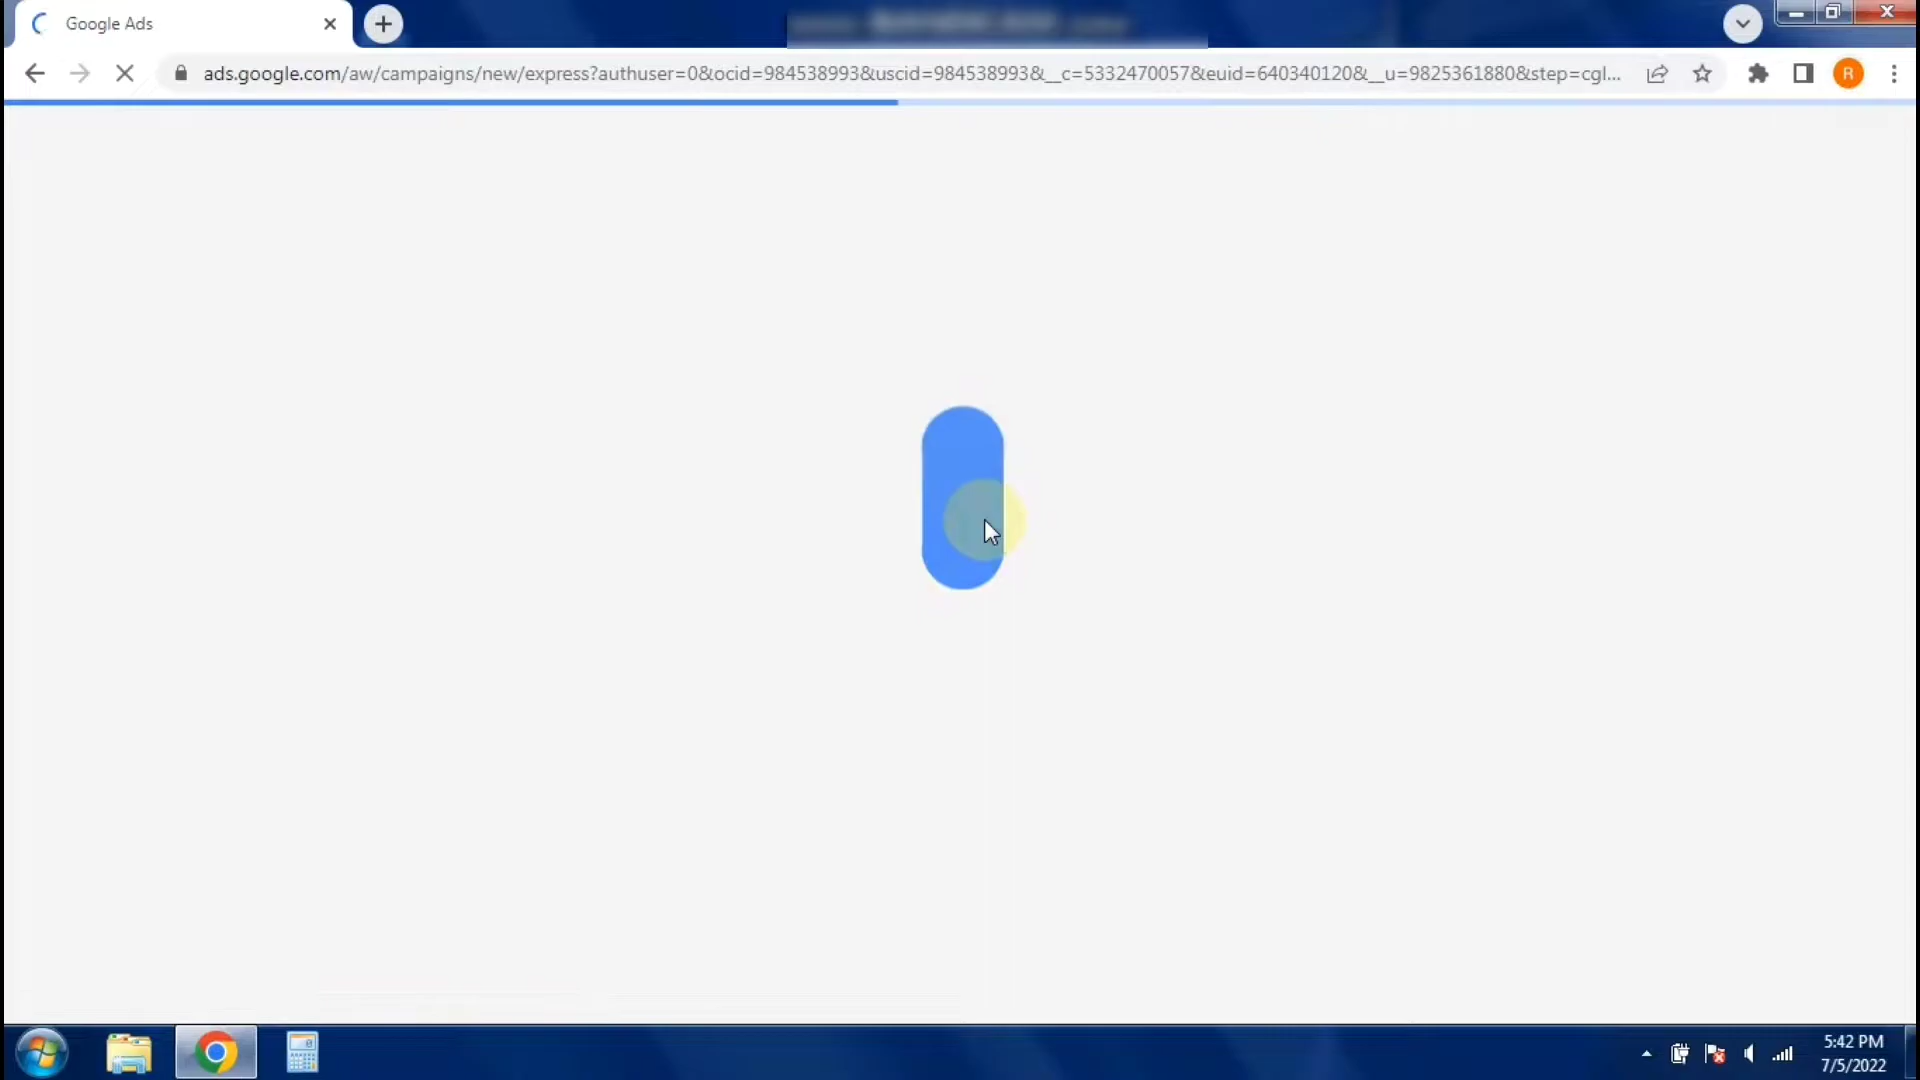 Google Ads
ads.google.com/aw/campaigns/new/express?authuser=0&ocid=984538993&uscid=984538993&__c=5332470057&euid=640340120&__u=9825361880&step=cgl...
R
5:42 PM
7/5/2022